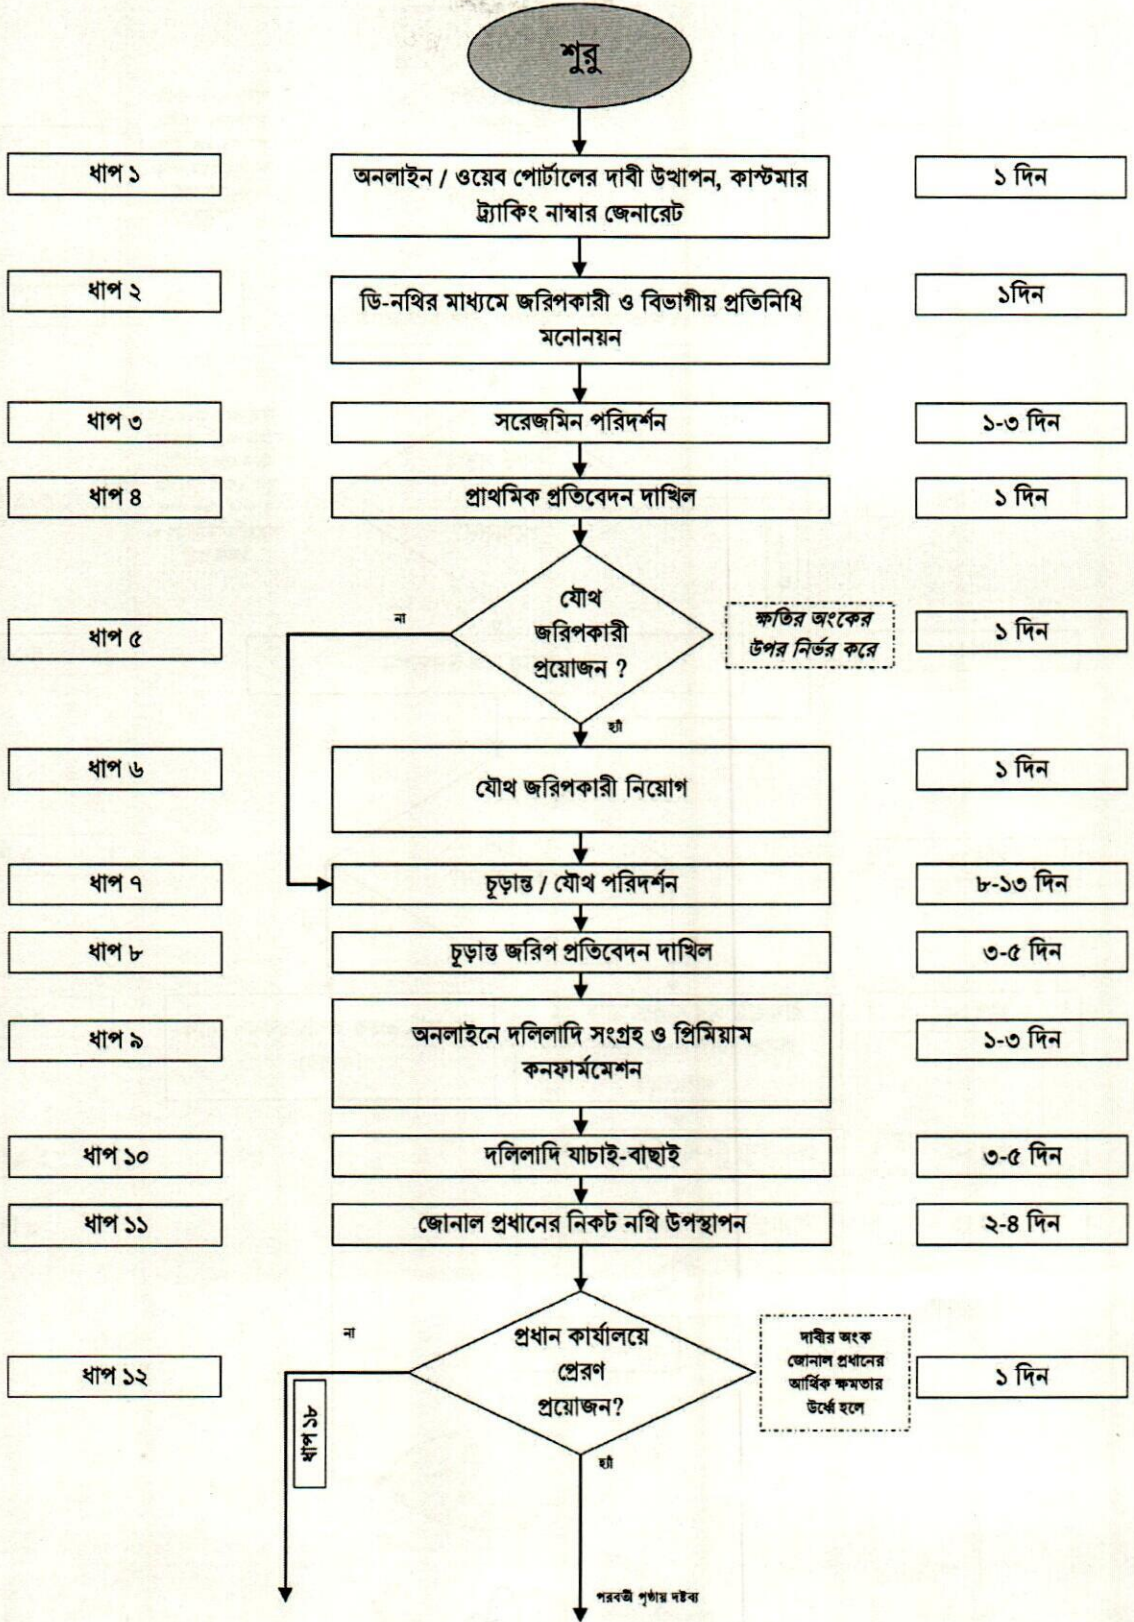 শুরু
ধাপ ১
অনলাইন / ওয়েব পোর্টালের দাবী উত্থাপন, কাস্টমার
ট্র্যাকিং নাম্বার জেনারেট
১ দিন
ধাপ ২
ডি-নথির মাধ্যমে জরিপকারী ও বিভাগীয় প্রতিনিধি
মনোনয়ন
১দিন
ধাপ ৩
সরেজমিন পরিদর্শন
১-৩ দিন
ধাপ ৪
প্রাথমিক প্রতিবেদন দাখিল
১ দিন
ধাপ ৫
না
যৌথ
জরিপকারী
প্রয়োজন ?
ক্ষতির অংকের
উপর নির্ভর করে
১ দিন
হ্যাঁ
ধাপ ৬
যৌথ জরিপকারী নিয়োগ
১ দিন
ধাপ ৭
চূড়ান্ত / যৌথ পরিদর্শন
৮-১৩ দিন
ধাপ ৮
চূড়ান্ত জরিপ প্রতিবেদন দাখিল
৩-৫ দিন
ধাপ ৯
অনলাইনে দলিলাদি সংগ্রহ ও প্রিমিয়াম
কনফার্মমেশন
১-৩ দিন
ধাপ ১০
দলিলাদি যাচাই-বাছাই
৩-৫ দিন
ধাপ ১১
জোনাল প্রধানের নিকট নথি উপস্থাপন
২-৪ দিন
ধাপ ১২
না
প্রধান কার্যালয়ে
প্রেরণ
প্রয়োজন?
দাবীর অংক
জোনাল প্রধানের
আর্থিক ক্ষমতার
উর্ধ্বে হলে
১ দিন
ধাপ ১৮
হ্যাঁ
পরবর্তী পৃষ্ঠায় দষ্টব্য